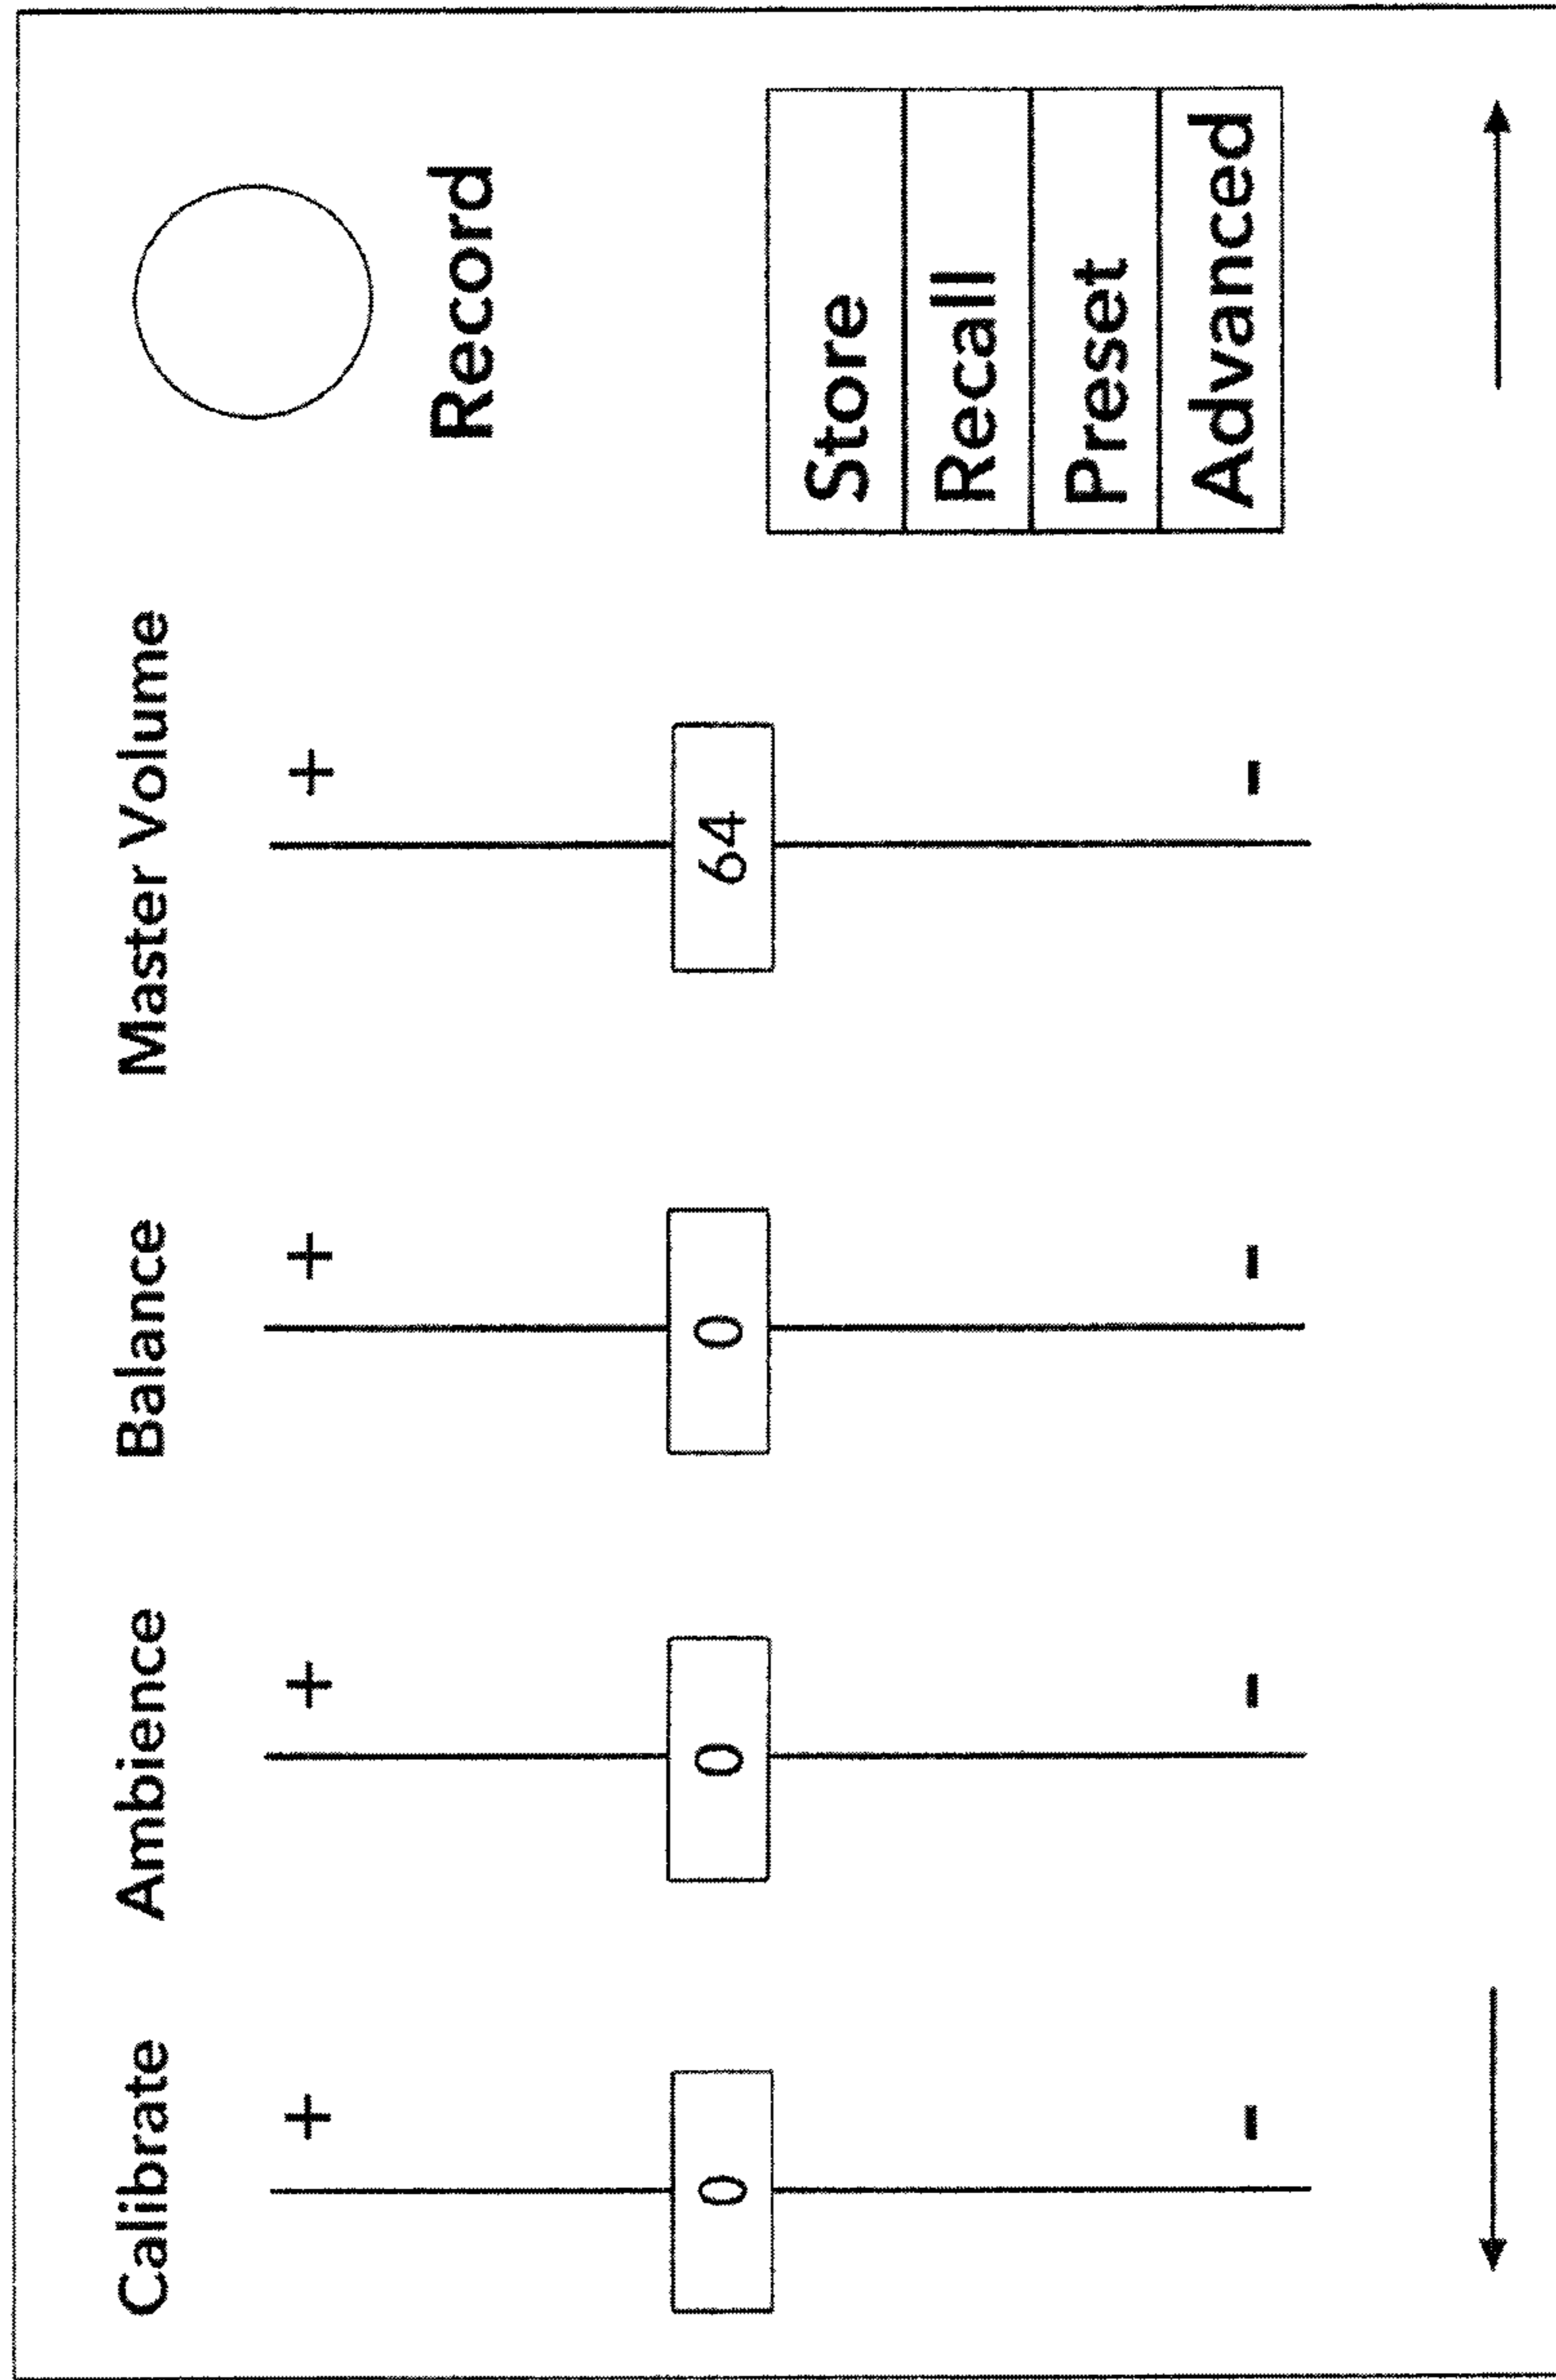 Calibrate Ambience Balance Master Volume
+ + + +
Record
0 0 0 64
Store
Recall
Preset
Advanced
- - - -